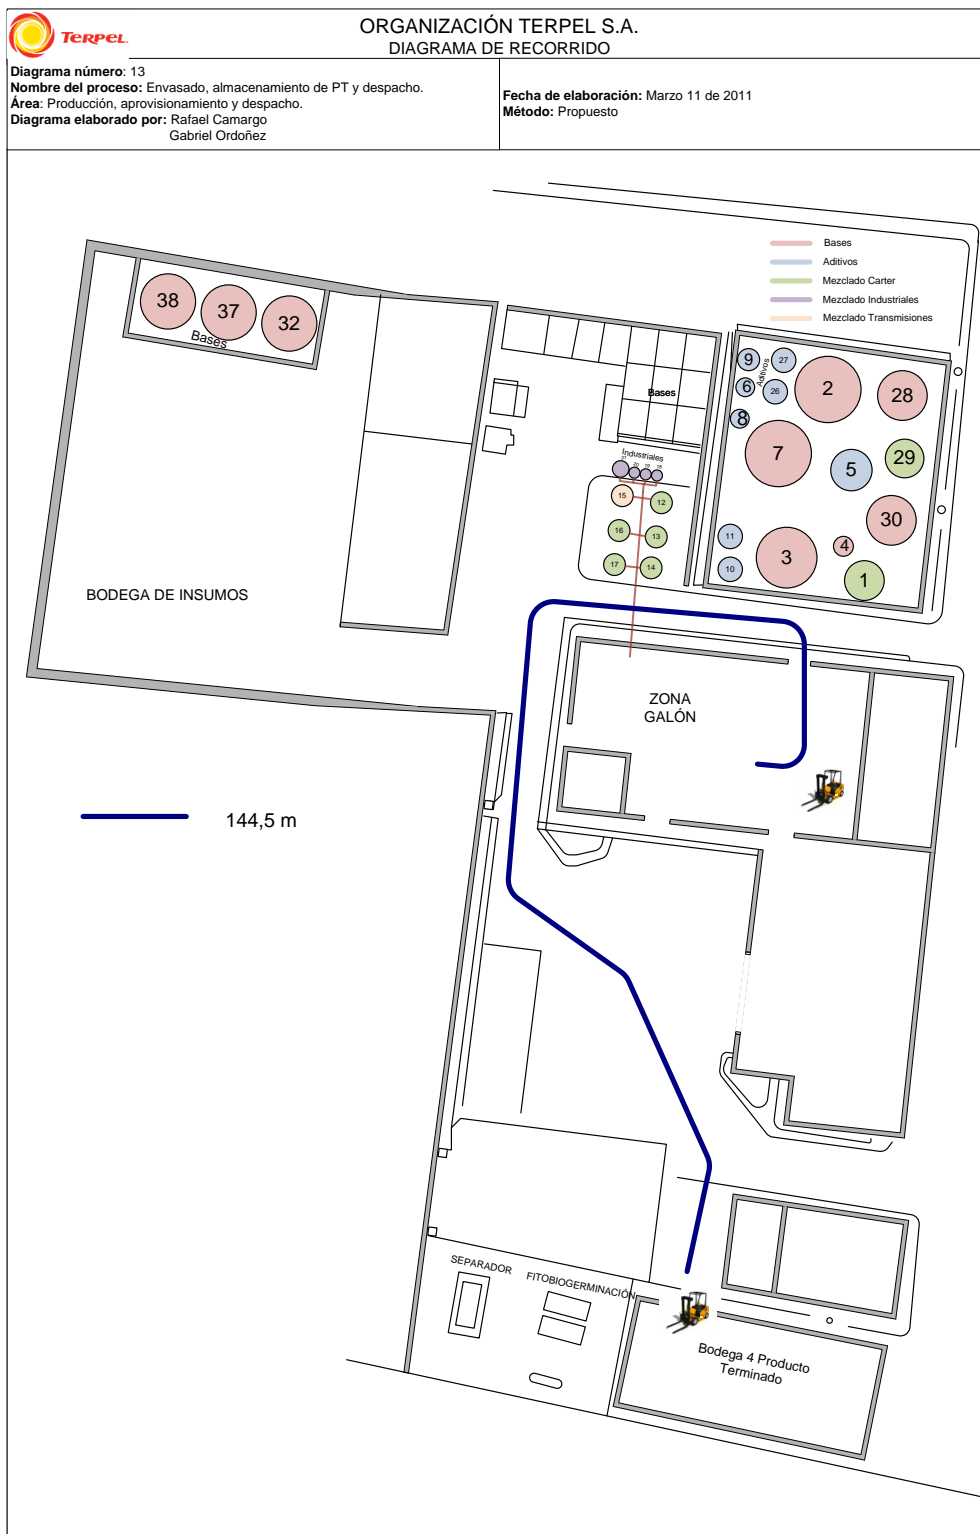 TERPEL
ORGANIZACIÓN TERPEL S.A.
DIAGRAMA DE RECORRIDO
Diagrama número: 13
Nombre del proceso: Envasado, almacenamiento de PT y despacho.
Área: Producción, aprovisionamiento y despacho.
Diagrama elaborado por: Rafael Camargo
Gabriel Ordoñez
Fecha de elaboración: Marzo 11 de 2011
Método: Propuesto
Bases
Aditivos
Mezclado Carter
Mezclado Industriales
Mezclado Transmisiones
38
37
32
Bases
Bases
9
27
6
26
8
Aditivos
2
28
7
5
29
30
11
10
3
4
1
Industriales
20
19
18
15
12
16
13
17
14
BODEGA DE INSUMOS
ZONA
GALÓN
144,5 m
SEPARADOR
FITOBIOGERMINACIÓN
Bodega 4 Producto
Terminado